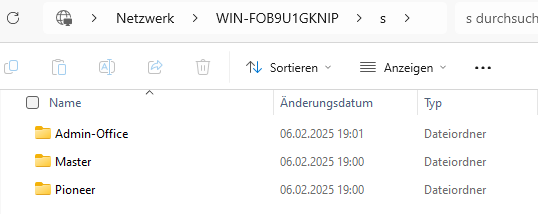 Netzwerk > WIN-FOB9U1GKNIP > s > s durchsuch
Sortieren Anzeigen ...
Name Änderungsdatum Typ
Admin-Office 06.02.2025 19:01 Dateiordner
Master 06.02.2025 19:00 Dateiordner
Pioneer 06.02.2025 19:00 Dateiordner